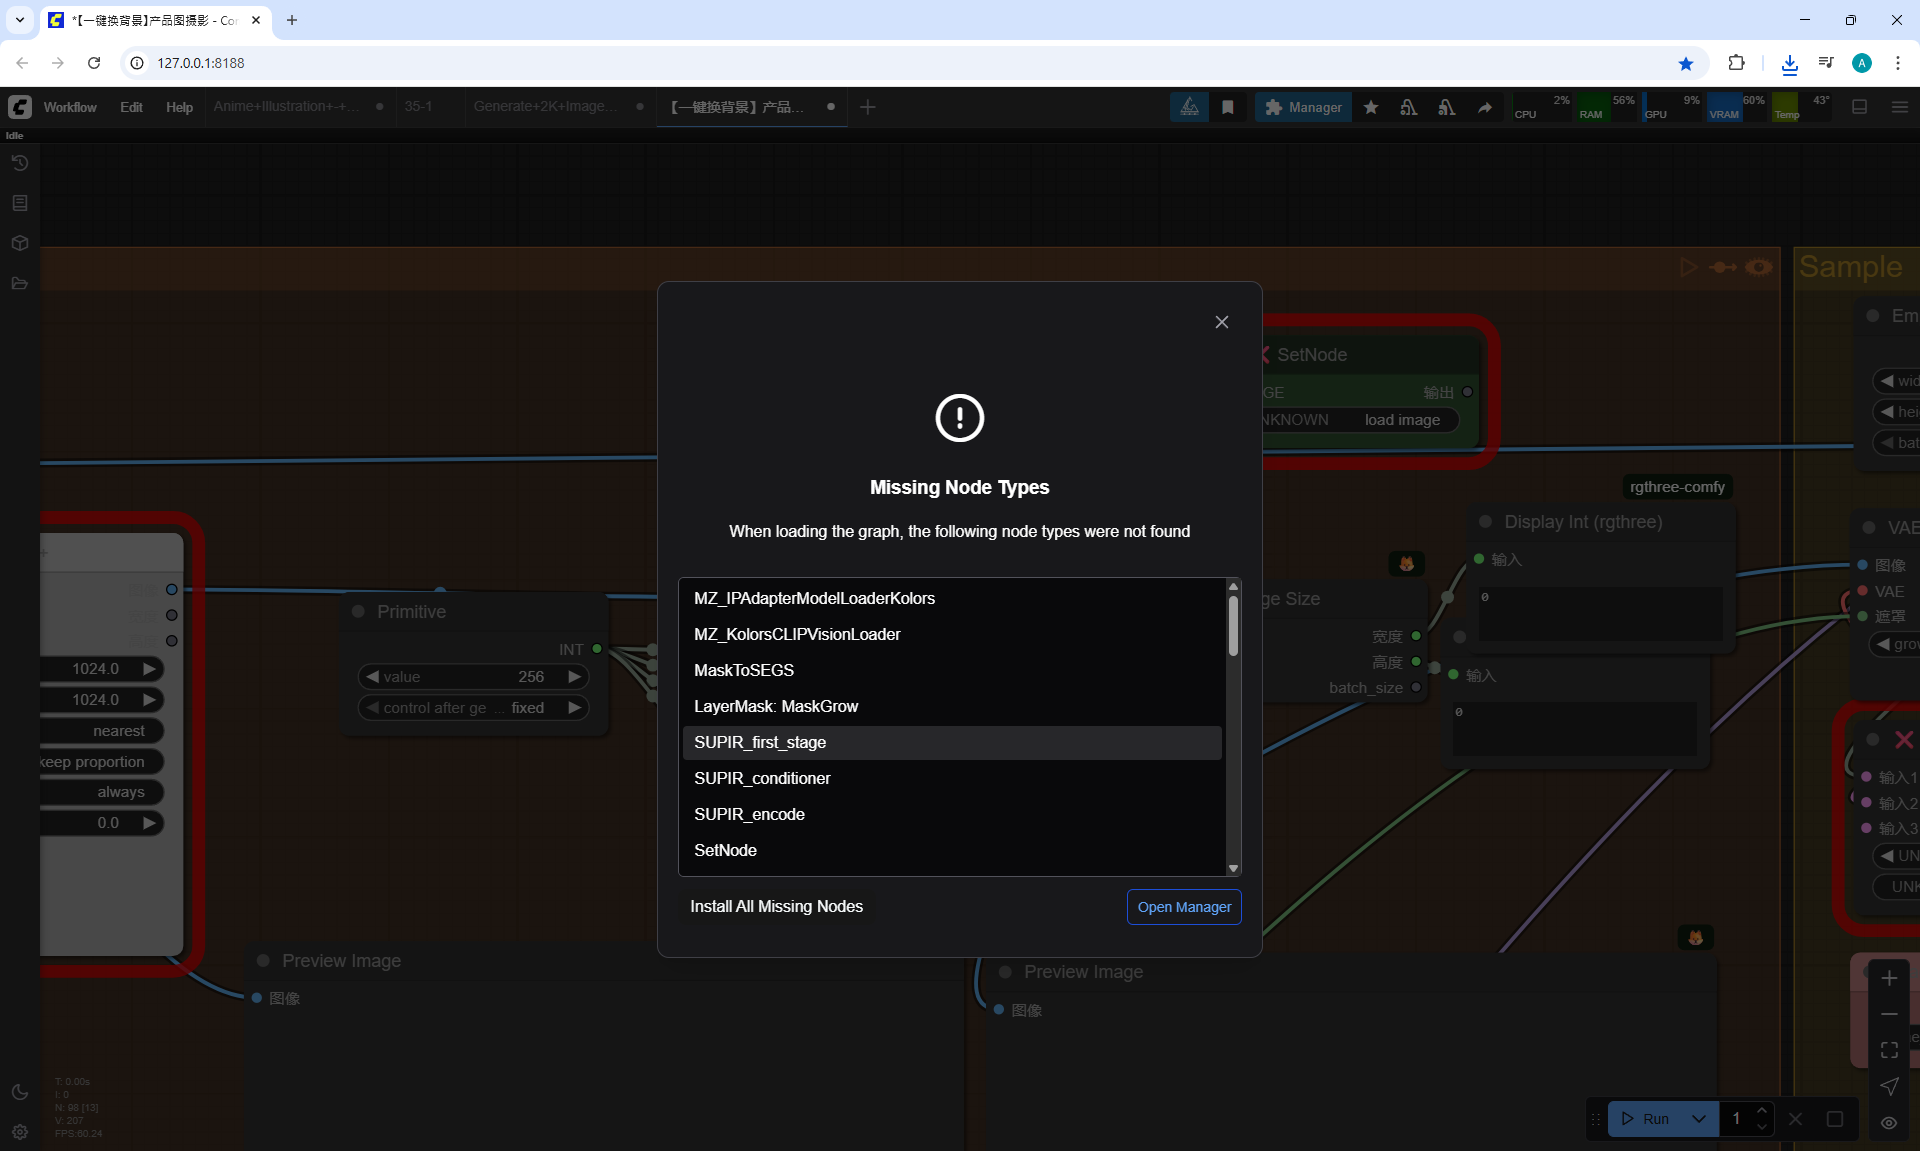 *【一键换背景】产品图摄影 - Co
127.0.0.1:8188
Workflow
Edit
Help
Anime+Illustration+-+...
35-1
Generate+2K+Image...
【一键换背景】产品...
Manager
CPU
2%
RAM
56%
GPU
9%
VRAM
60%
Temp
43°
Idle
Sample
SetNode
输出
load image
rgthree-comfy
Display Int (rgthree)
输入
0
输入
0
Size
宽度
高度
batch_size
Primitive
INT
value
256
control after ge ...
fixed
1024.0
1024.0
nearest
keep proportion
always
0.0
Missing Node Types
When loading the graph, the following node types were not found
MZ_IPAdapterModelLoaderKolors
MZ_KolorsCLIPVisionLoader
MaskToSEGS
LayerMask: MaskGrow
SUPIR_first_stage
SUPIR_conditioner
SUPIR_encode
SetNode
Install All Missing Nodes
Open Manager
VAE
图像
VAE
遮罩
输入1
输入2
输入3
Preview Image
图像
Preview Image
图像
T: 0.00s
I: 0
N: 98 [13]
V: 207
FPS:60.24
Run
1
A